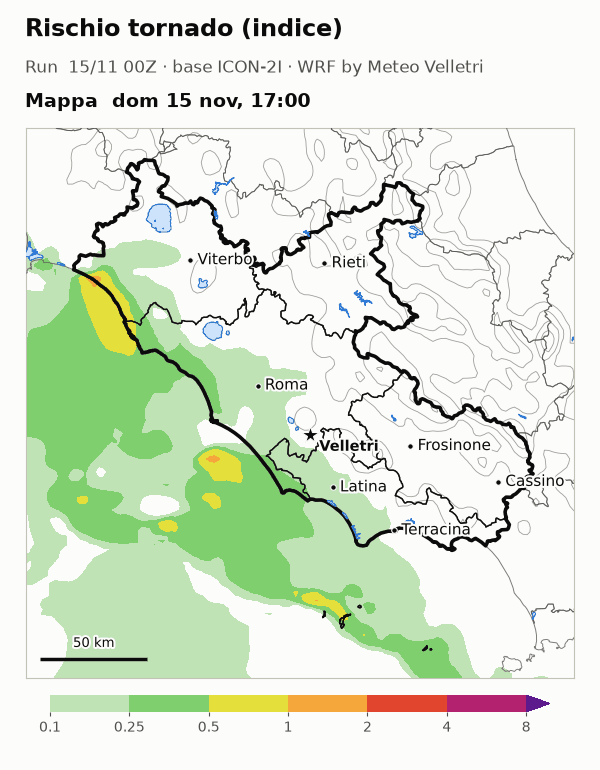 Rischio tornado (indice)
Run  15/11 00Z · base ICON-2I · WRF by Meteo Velletri
Mappa  dom 15 nov, 17:00
Viterbo
Rieti
Roma
Velletri
Frosinone
Cassino
Latina
Terracina
50 km
0.1 0.25 0.5 1 2 4 8